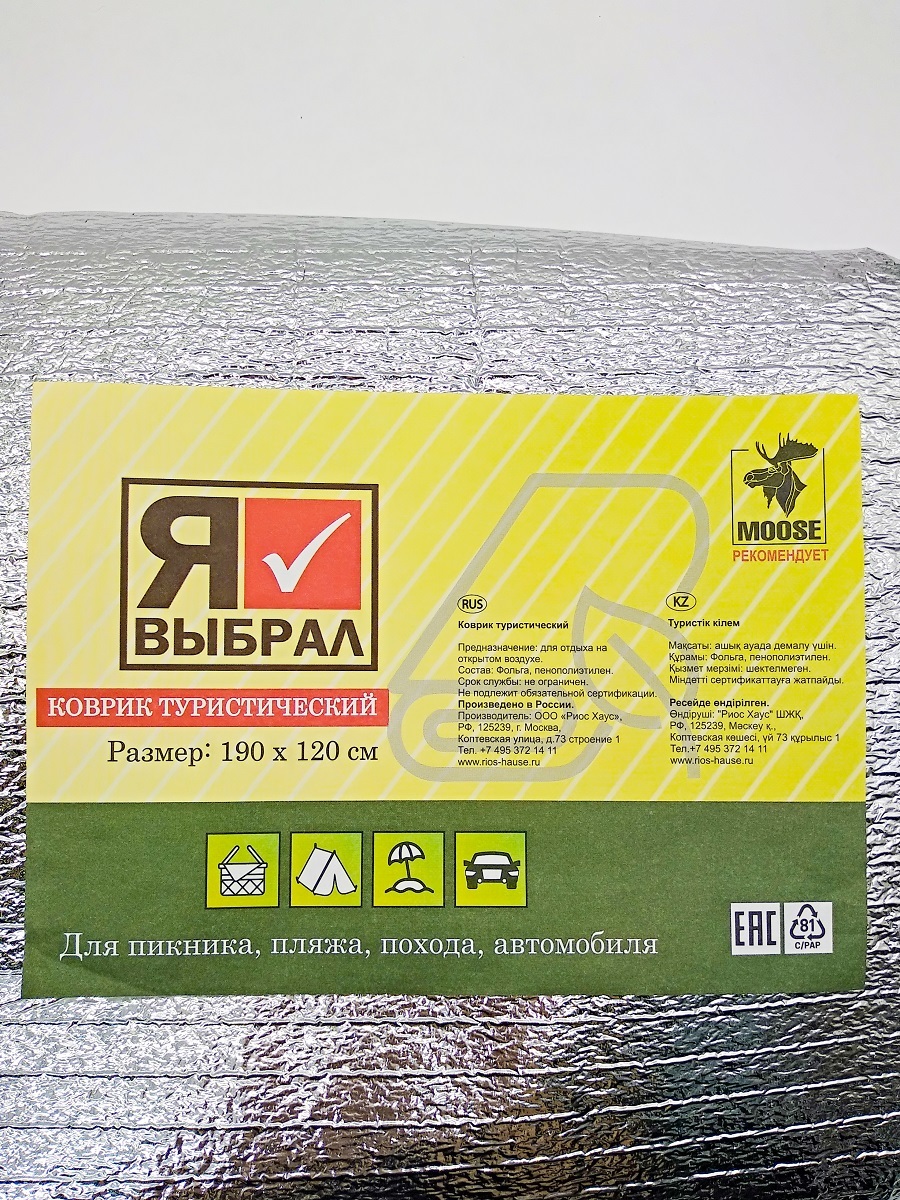 Я
ВЫБРАЛ
КОВРИК ТУРИСТИЧЕСКИЙ
Размер: 190 х 120 см
MOOSE
РЕКОМЕНДУЕТ
RUS
Коврик туристический
Предназначение: для отдыха на
открытом воздухе.
Состав: Фольга, пенополиэтилен.
Срок службы: не ограничен.
Не подлежит обязательной сертификации.
Произведено в России.
Производитель: ООО «Риос Хаус»,
РФ, 125239, г. Москва,
Коптевская улица, д.73 строение 1
Тел. +7 495 372 14 11
www.rios-hause.ru
KZ
Туристік кілем
Мақсаты: ашық ауада демалу үшін.
Құрамы: Фольга, пенополиэтилен.
Қызмет мерзімі: шектелмеген.
Міндетті сертификаттауға жатпайды.
Ресейде өндірілген.
Өндіруші: "Риос Хаус" ШЖҚ,
РФ, 125239, Мәскеу қ.,
Коптевская көшесі, үй 73 құрылыс 1
Тел.+7 495 372 14 11
www.rios-hause.ru
Для пикника, пляжа, похода, автомобиля
EAC
81
C/PAP